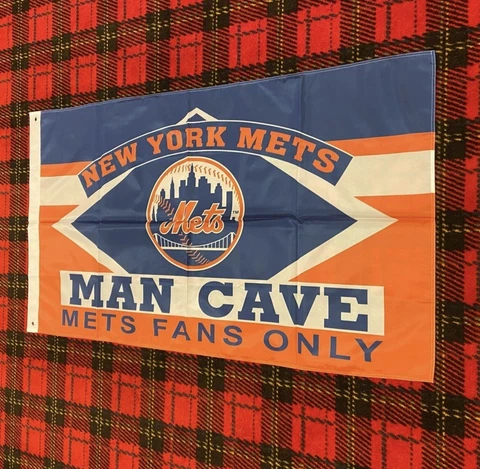 NEW YORK METS
Mets
MAN CAVE
METS FANS ONLY